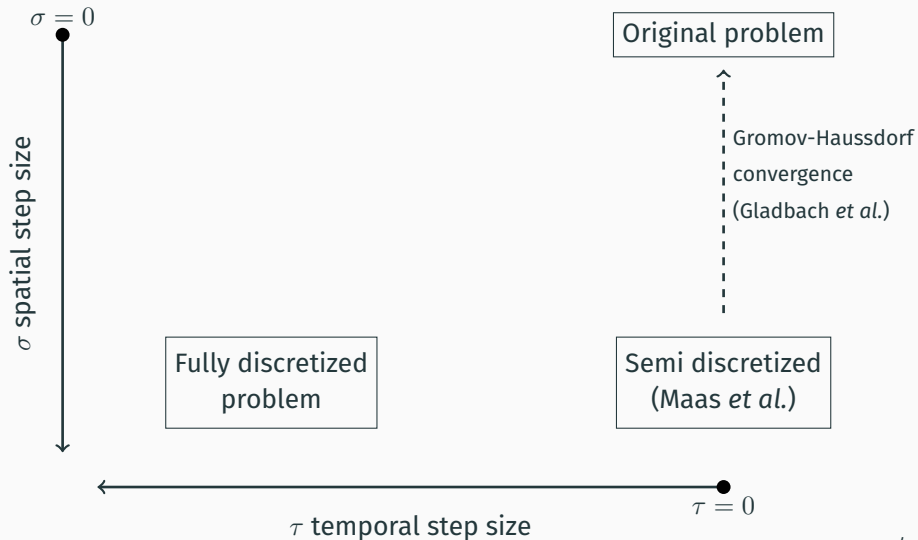 σ = 0
Original problem
Gromov-Haussdorf
convergence
(Gladbach et al.)
σ spatial step size
Fully discretized
problem
Semi discretized
(Maas et al.)
τ = 0
τ temporal step size